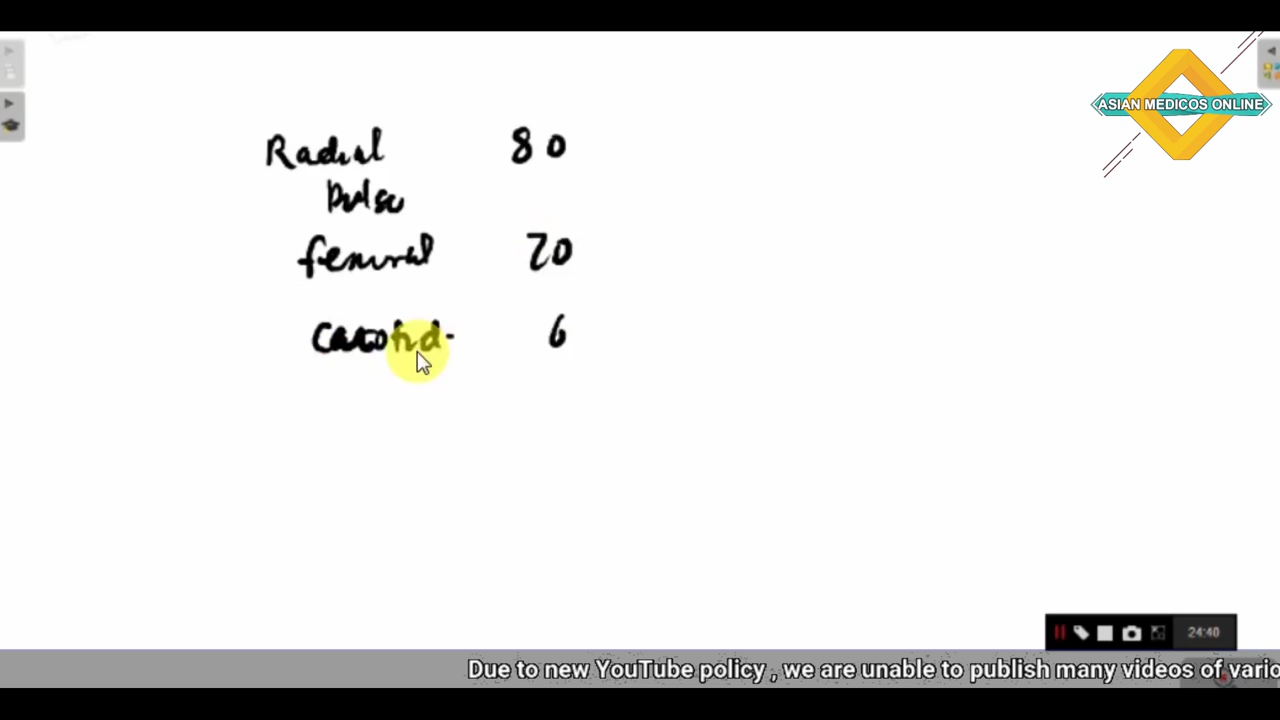 ASIAN MEDICOS ONLINE
Radial 80
Pulse
femoral 70
Carotid 6
24:40
Due to new YouTube policy , we are unable to publish many videos of vario